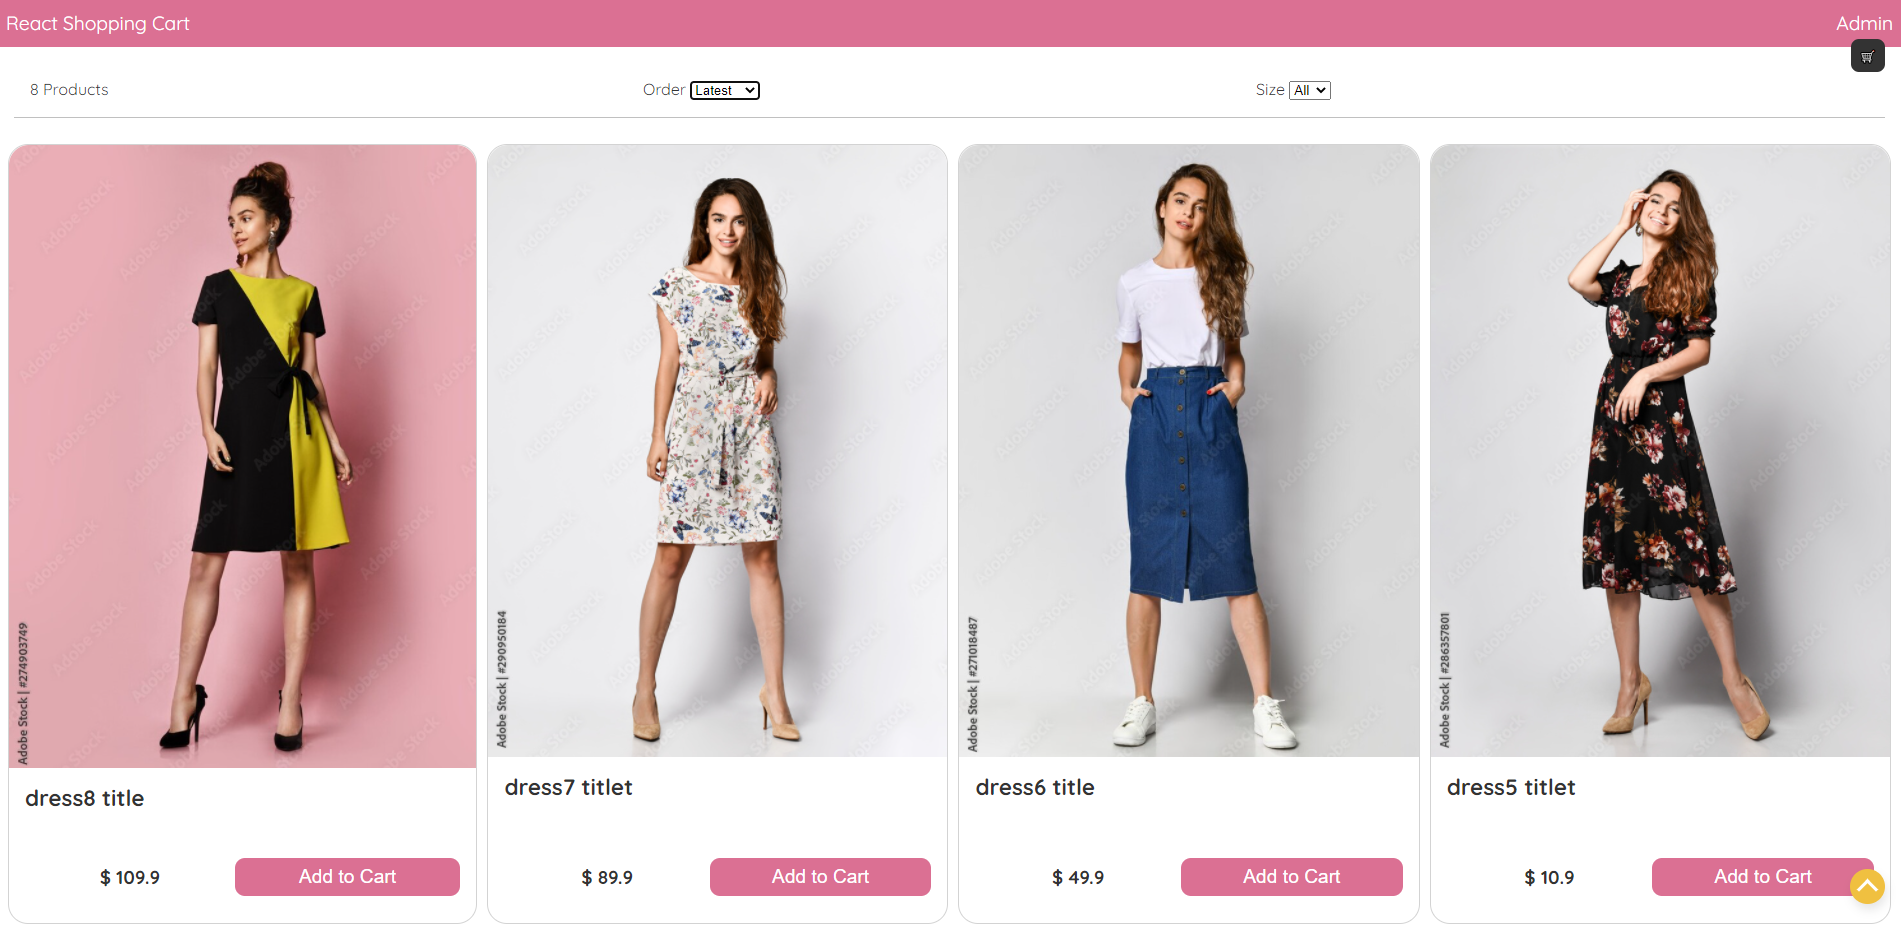 React Shopping Cart
Admin
8 Products
Order Latest
Size All
Adobe Stock | #274903749
Adobe Stock | #290950184
Adobe Stock | #271018487
Adobe Stock | #286357801
dress8 title
dress7 titlet
dress6 title
dress5 titlet
$ 109.9
Add to Cart
$ 89.9
Add to Cart
$ 49.9
Add to Cart
$ 10.9
Add to Cart